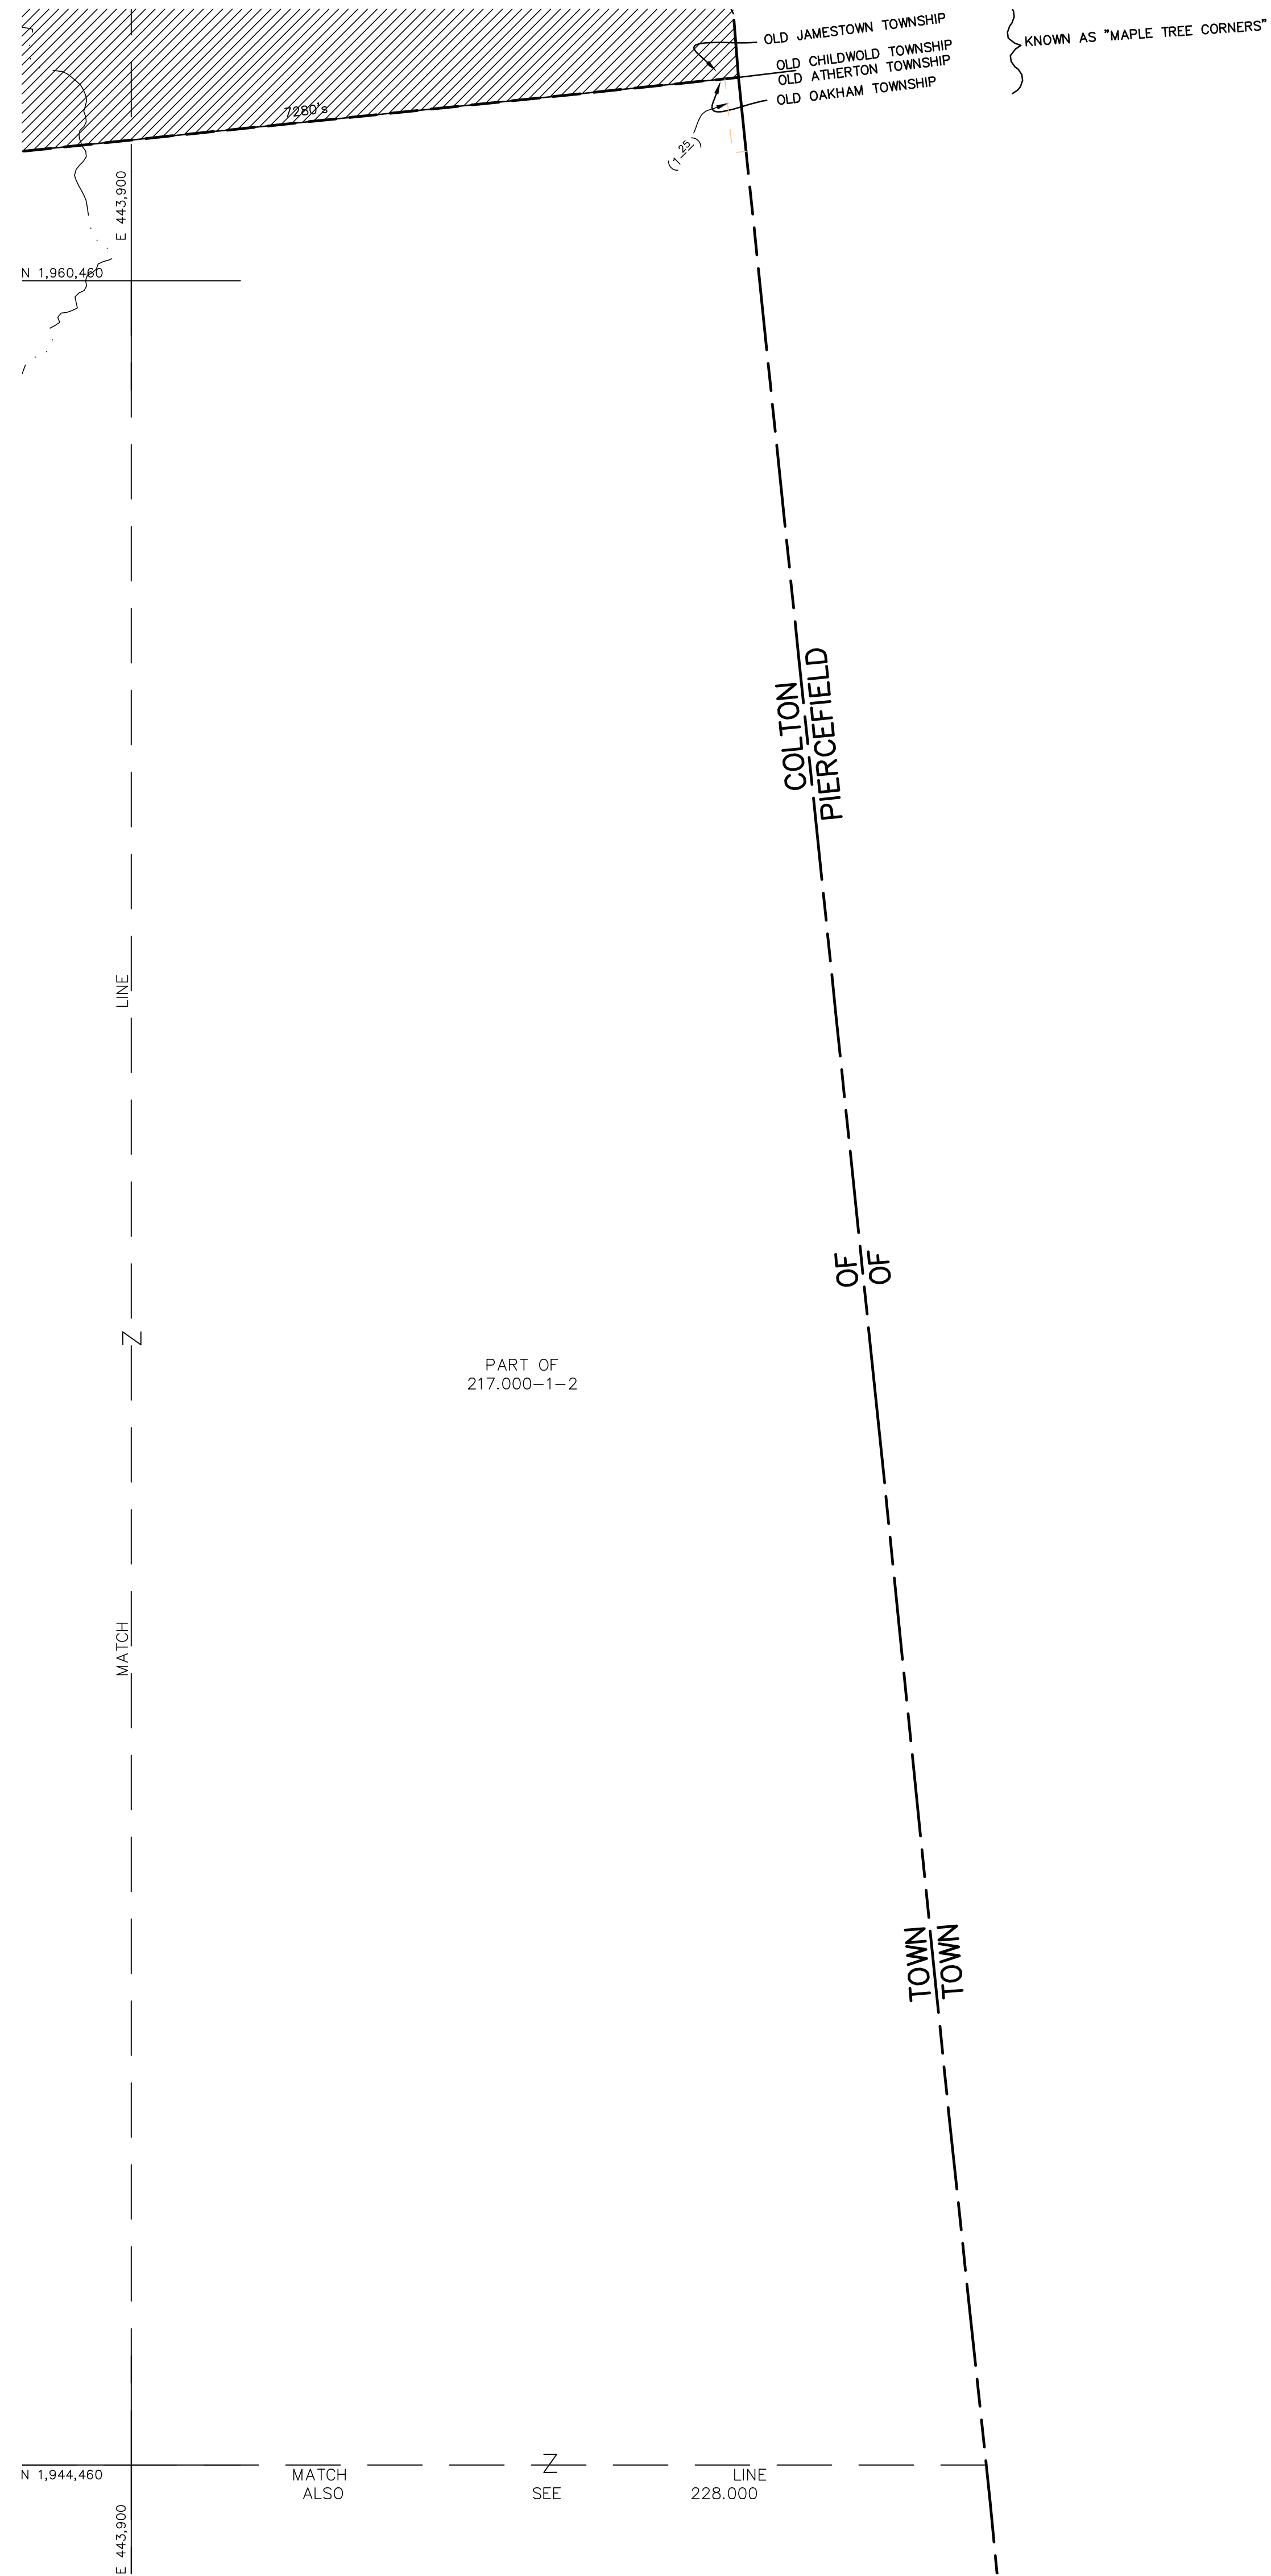 OLD JAMESTOWN TOWNSHIP
KNOWN AS "MAPLE TREE CORNERS"
OLD CHILDWOLD TOWNSHIP
OLD ATHERTON TOWNSHIP
OLD OAKHAM TOWNSHIP
7280's
(1-25)
E 443,900
N 1,960,460
COLTON
PIERCEFIELD
LINE
OF
OF
Z
PART OF
217.000-1-2
MATCH
TOWN
TOWN
Z
N 1,944,460
MATCH LINE
ALSO SEE 228.000
E 443,900